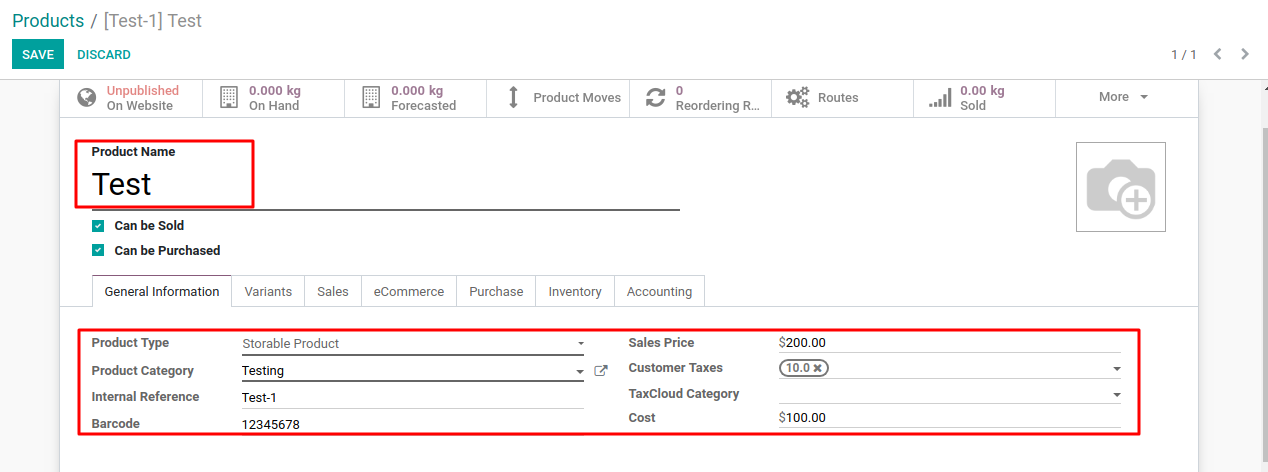 Products / [Test-1] Test
SAVE DISCARD 1 / 1
Unpublished On Website
0.000 kg On Hand
0.000 kg Forecasted
Product Moves
0 Reordering R...
Routes
0.00 kg Sold
More
Product Name
Test
Can be Sold
Can be Purchased
General Information Variants Sales eCommerce Purchase Inventory Accounting
Product Type Storable Product
Product Category Testing
Internal Reference Test-1
Barcode 12345678
Sales Price $200.00
Customer Taxes 10.0
TaxCloud Category
Cost $100.00